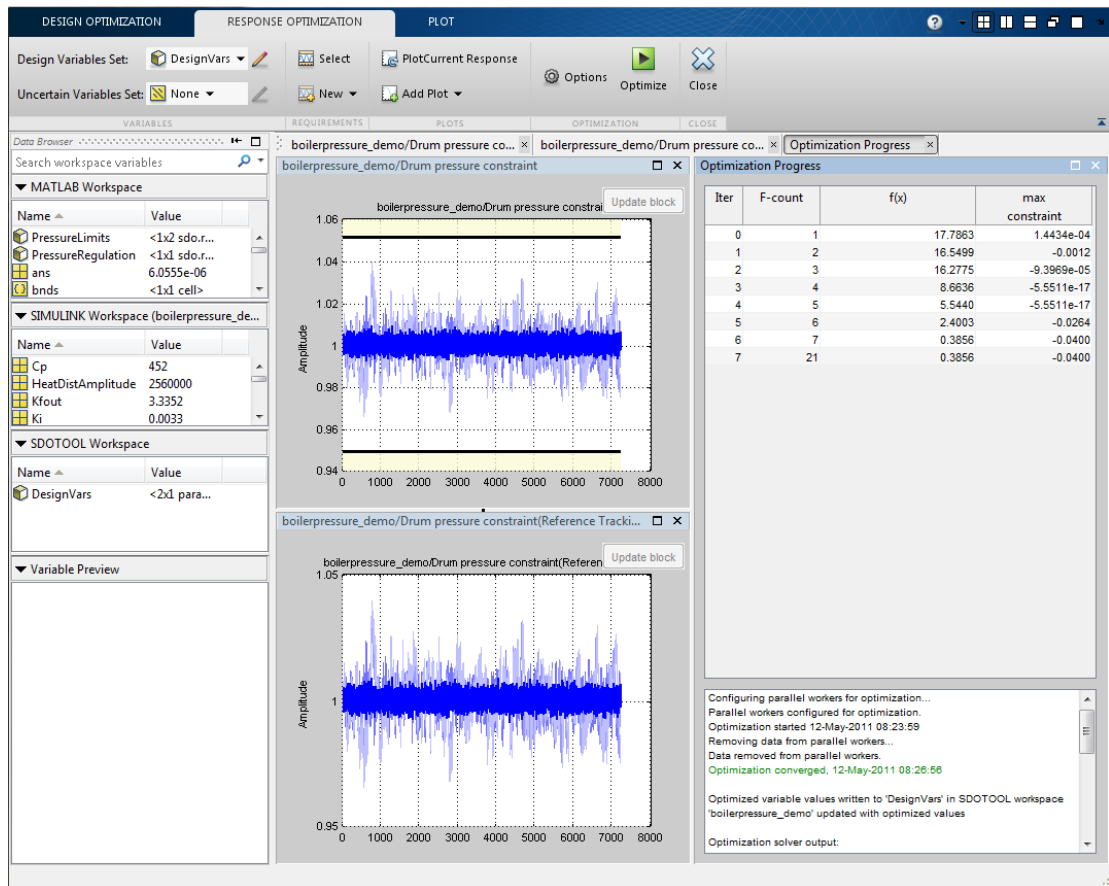 DESIGN OPTIMIZATION RESPONSE OPTIMIZATION PLOT
Design Variables Set: DesignVars Select PlotCurrent Response Options Optimize Close
Uncertain Variables Set: None New Add Plot
VARIABLES REQUIREMENTS PLOTS OPTIMIZATION CLOSE
Data Browser
Search workspace variables
MATLAB Workspace
Name Value
PressureLimits <1x2 sdo.r...
PressureRegulation <1x1 sdo.r...
ans 6.0555e-06
bnds <1x1 cell>
SIMULINK Workspace (boilerpressure_de...
Name Value
Cp 452
HeatDistAmplitude 2560000
Kfout 3.3352
Ki 0.0033
SDOTOOL Workspace
Name Value
DesignVars <2x1 para...
Variable Preview
boilerpressure_demo/Drum pressure co... × boilerpressure_demo/Drum pressure co... × Optimization Progress ×
boilerpressure_demo/Drum pressure constraint
Update block
boilerpressure_demo/Drum pressure constrai
1.06
1.04
1.02
1
0.98
0.96
0.94
Amplitude
0 1000 2000 3000 4000 5000 6000 7000 8000
boilerpressure_demo/Drum pressure constraint(Reference Tracki...
Update block
boilerpressure_demo/Drum pressure constraint(Referen
1.05
1
0.95
Amplitude
0 1000 2000 3000 4000 5000 6000 7000 8000
Optimization Progress
Iter F-count f(x) max
constraint
0 1 17.7863 1.4434e-04
1 2 16.5499 -0.0012
2 3 16.2775 -9.3969e-05
3 4 8.6636 -5.5511e-17
4 5 5.5440 -5.5511e-17
5 6 2.4003 -0.0264
6 7 0.3856 -0.0400
7 21 0.3856 -0.0400
Configuring parallel workers for optimization...
Parallel workers configured for optimization.
Optimization started 12-May-2011 08:23:59
Removing data from parallel workers...
Data removed from parallel workers.
Optimization converged, 12-May-2011 08:26:56
Optimized variable values written to 'DesignVars' in SDOTOOL workspace
'boilerpressure_demo' updated with optimized values
Optimization solver output: